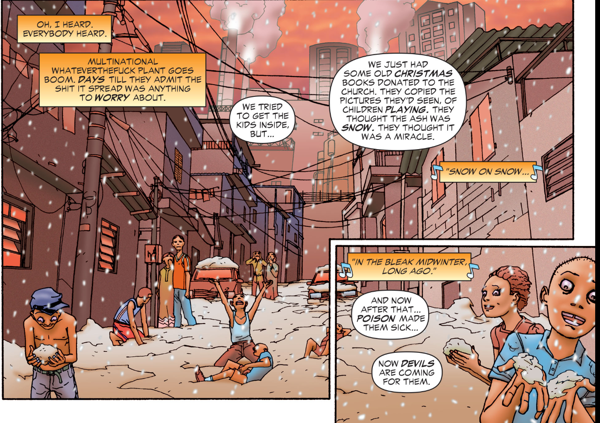 OH, I HEARD.
EVERYBODY HEARD.
MULTINATIONAL
WHATEVERTHEFUCK PLANT GOES
BOOM. DAYS TILL THEY ADMIT THE
SHIT IT SPREAD WAS ANYTHING
TO WORRY ABOUT.
WE TRIED
TO GET THE
KIDS INSIDE,
BUT...
WE JUST HAD
SOME OLD CHRISTMAS
BOOKS DONATED TO THE
CHURCH. THEY COPIED THE
PICTURES THEY'D SEEN. OF
CHILDREN PLAYING. THEY
THOUGHT THE ASH WAS
SNOW. THEY THOUGHT IT
WAS A MIRACLE.
"SNOW ON SNOW...
"IN THE BLEAK MIDWINTER,
LONG AGO."
AND NOW
AFTER THAT...
POISON MADE
THEM SICK...
NOW DEVILS
ARE COMING
FOR THEM.